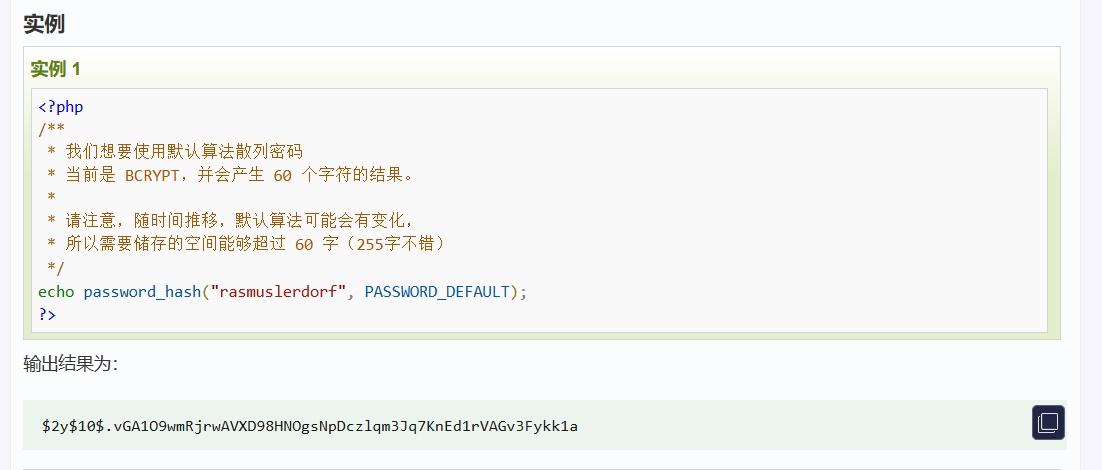 实例
实例 1
<?php
/**
 * 我们想要使用默认算法散列密码
 * 当前是 BCRYPT，并会产生 60 个字符的结果。
 *
 * 请注意，随时间推移，默认算法可能会有变化，
 * 所以需要储存的空间能够超过 60 字（255字不错）
 */
echo password_hash("rasmuslerdorf", PASSWORD_DEFAULT);
?>
输出结果为：
$2y$10$.vGA1O9wmRjrwAVXD98HNOgsNpDczlqm3Jq7KnEd1rVAGv3Fykk1a